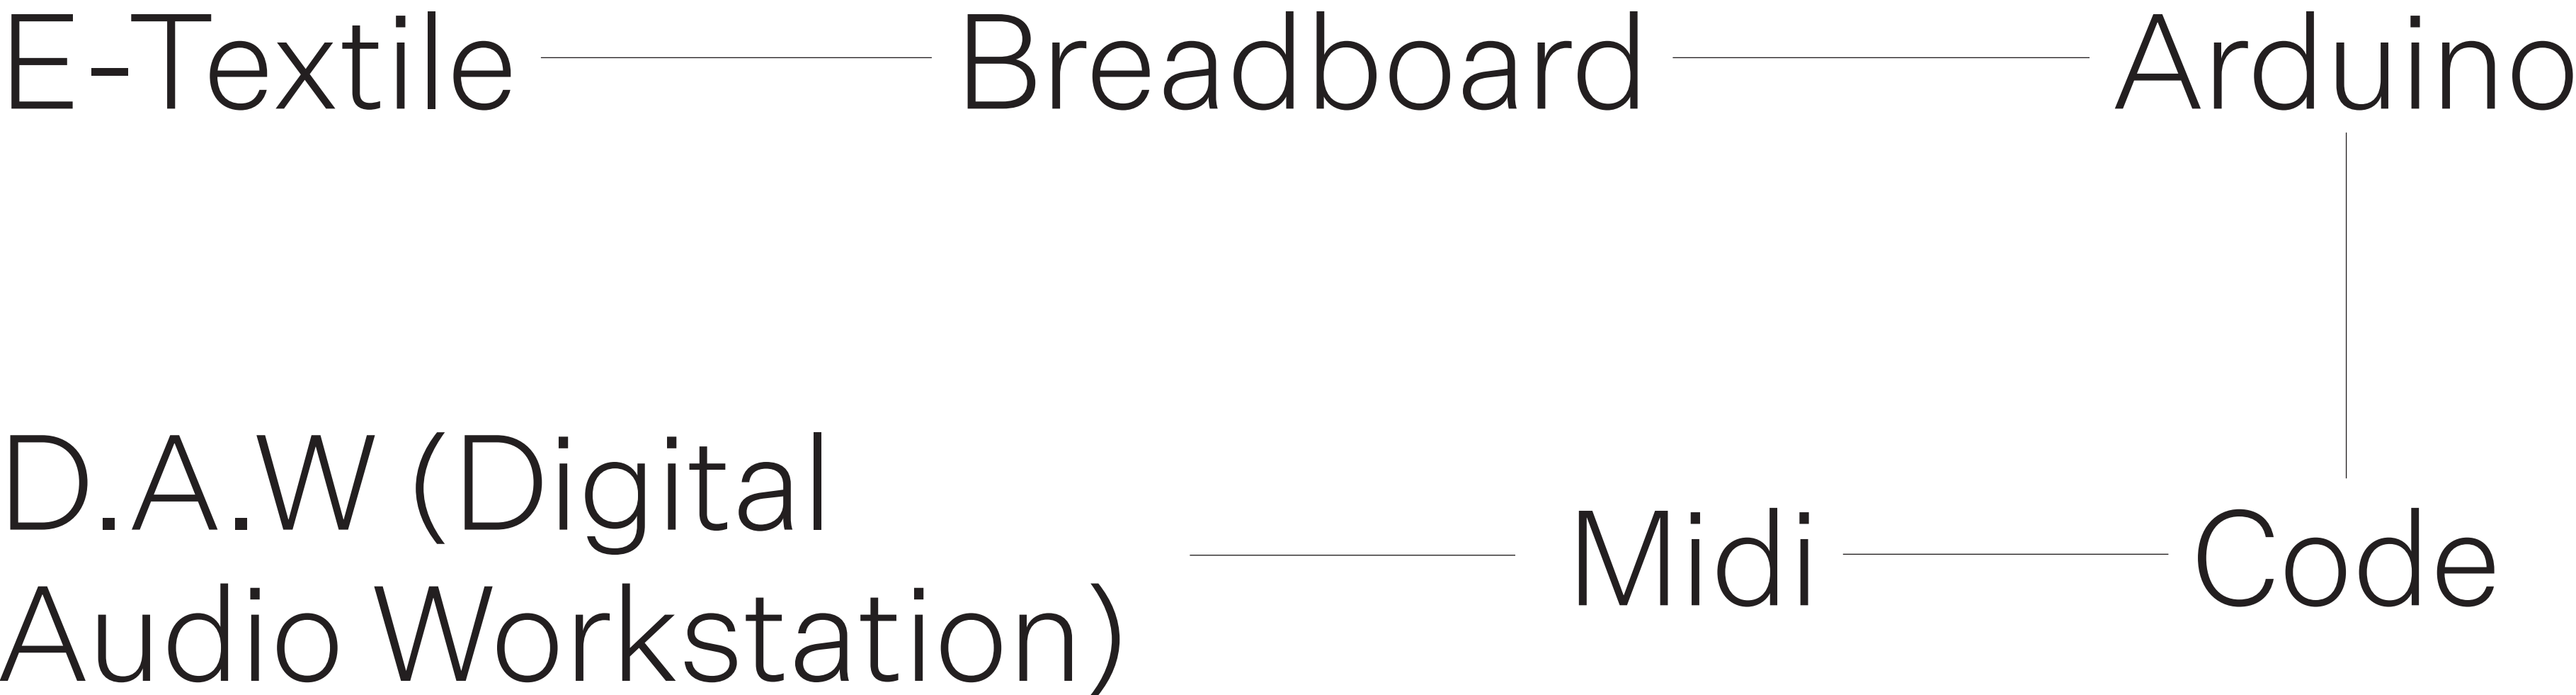 E-Textile
Breadboard
Arduino
D.A.W (Digital
Audio Workstation)
Midi
Code